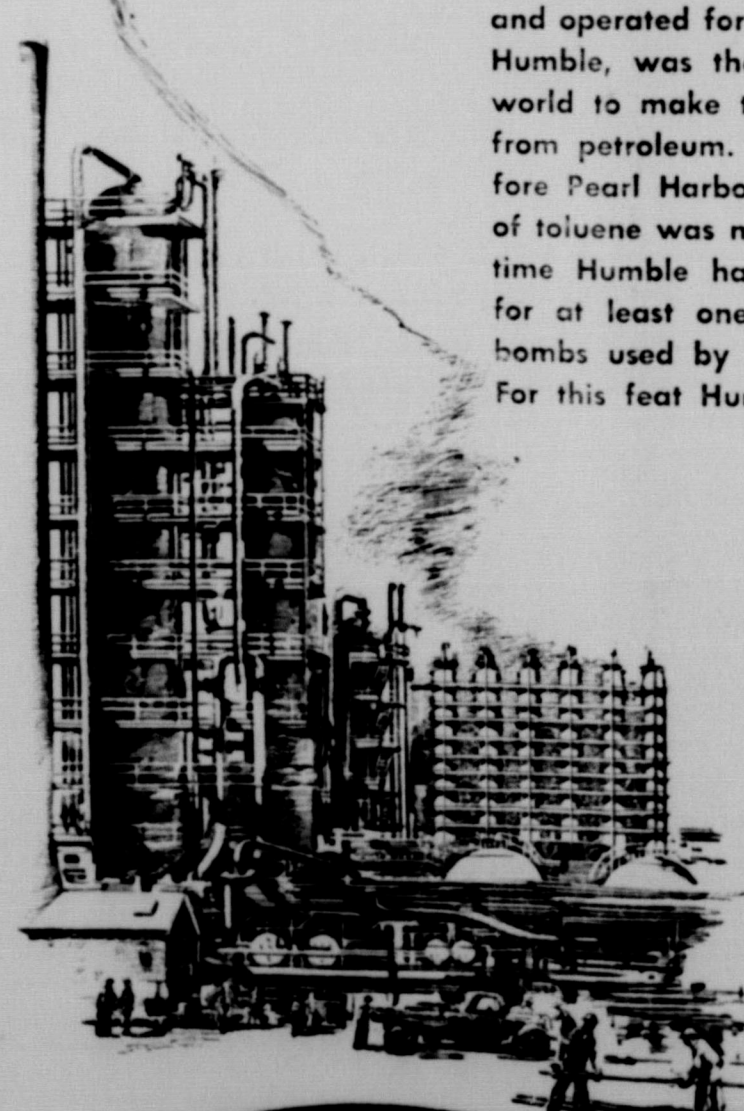 and operated for
Humble, was th
world to make
from petroleum.
fore Pearl Harbo
of toluene was
time Humble ha
for at least one
bombs used by
For this feat Hu